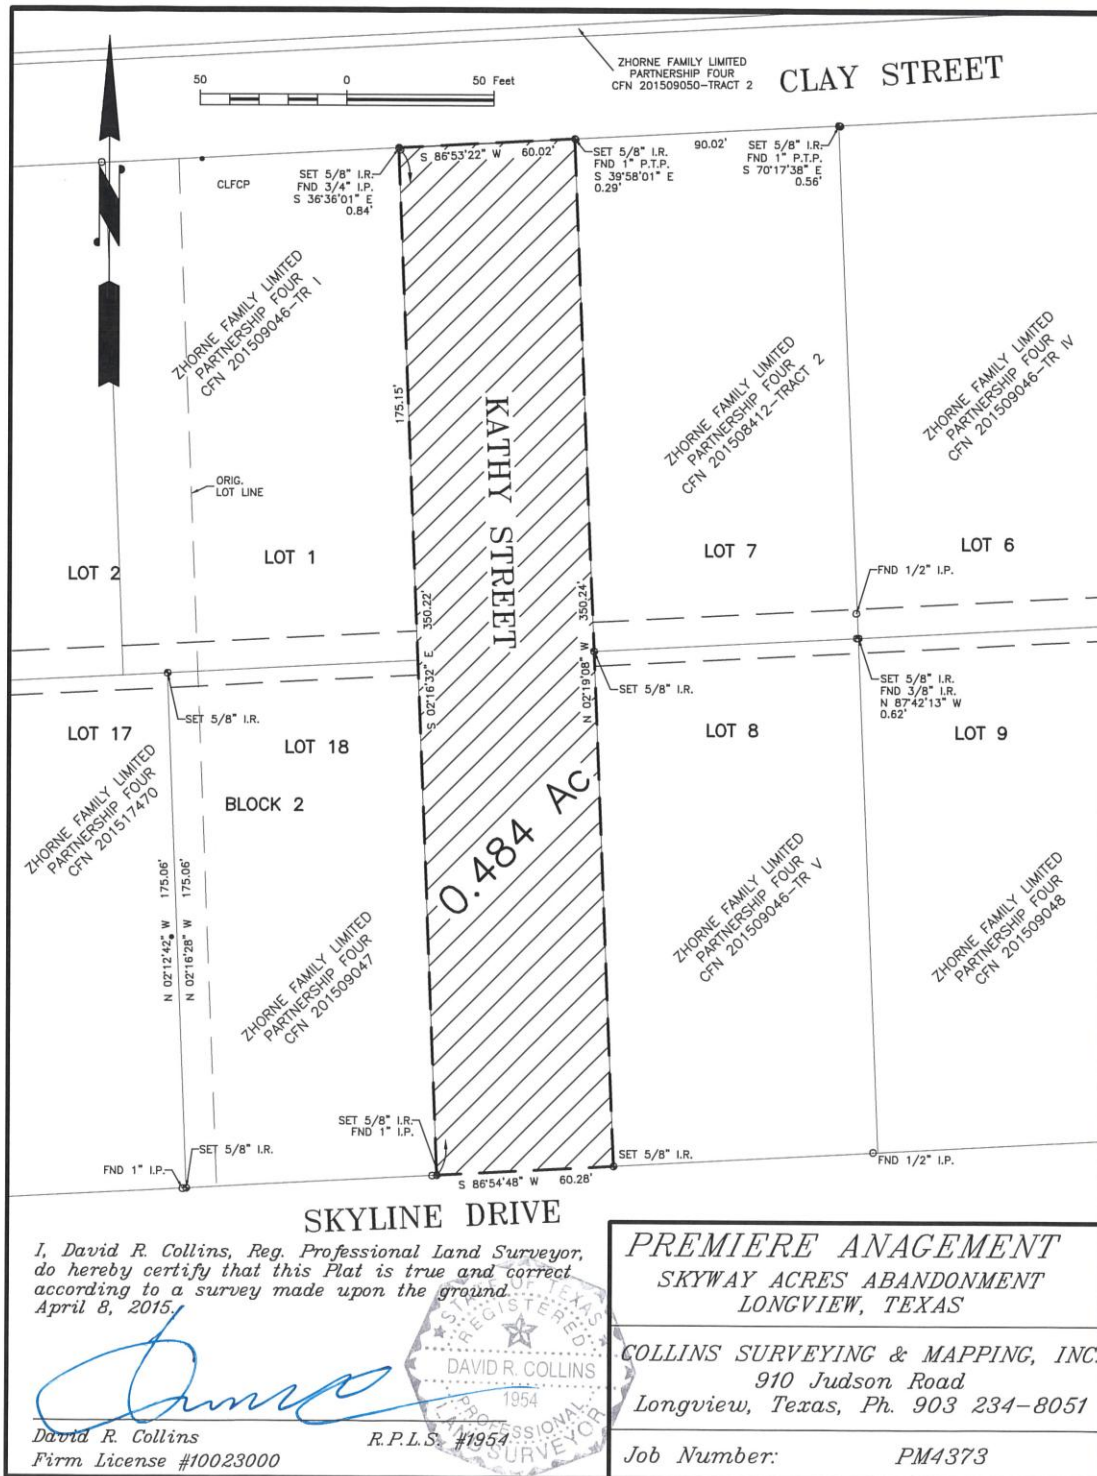 ZHORNE FAMILY LIMITED
PARTNERSHIP FOUR
CFN 201509050-TRACT 2
CLAY STREET
50 0 50 Feet
S 86°53'22" W 60.02'
90.02'
SET 5/8" I.R.
FND 3/4" I.P.
S 36°36'01" E
0.84'
SET 5/8" I.R.
FND 1" P.T.P.
S 39°58'01" E
0.29'
SET 5/8" I.R.
FND 1" P.T.P.
S 70°17'38" E
0.56'
CLFCP
N
ZHORNE FAMILY LIMITED
PARTNERSHIP FOUR
CFN 201509046-TR I
175.15'
KATHY STREET
ZHORNE FAMILY LIMITED
PARTNERSHIP FOUR
CFN 201508412-TRACT 2
ZHORNE FAMILY LIMITED
PARTNERSHIP FOUR
CFN 201509046-TR IV
ORIG.
LOT LINE
LOT 2
LOT 1
LOT 7
LOT 6
FND 1/2" I.P.
S 02°16'32" E 350.22'
N 02°19'08" W 350.24'
SET 5/8" I.R.
SET 5/8" I.R.
SET 5/8" I.R.
FND 3/8" I.R.
N 87°42'13" W
0.62'
LOT 17
LOT 18
LOT 8
LOT 9
BLOCK 2
ZHORNE FAMILY LIMITED
PARTNERSHIP FOUR
CFN 201517470
0.484 Ac
N 02°12'42" W 175.06'
N 02°16'28" W 175.06'
ZHORNE FAMILY LIMITED
PARTNERSHIP FOUR
CFN 201509047
ZHORNE FAMILY LIMITED
PARTNERSHIP FOUR
CFN 201509046-TR V
ZHORNE FAMILY LIMITED
PARTNERSHIP FOUR
CFN 201509048
SET 5/8" I.R.
FND 1" I.P.
SET 5/8" I.R.
FND 1" I.P.
SET 5/8" I.R.
FND 1/2" I.P.
S 86°54'48" W 60.28'
SKYLINE DRIVE
I, David R. Collins, Reg. Professional Land Surveyor,
do hereby certify that this Plat is true and correct
according to a survey made upon the ground
April 8, 2015.
STATE OF TEXAS
REGISTERED
DAVID R. COLLINS
1954
PROFESSIONAL
LAND SURVEYOR
David R. Collins R.P.L.S. #1954
Firm License #10023000
PREMIERE ANAGEMENT
SKYWAY ACRES ABANDONMENT
LONGVIEW, TEXAS
COLLINS SURVEYING & MAPPING, INC.
910 Judson Road
Longview, Texas, Ph. 903 234-8051
Job Number: PM4373